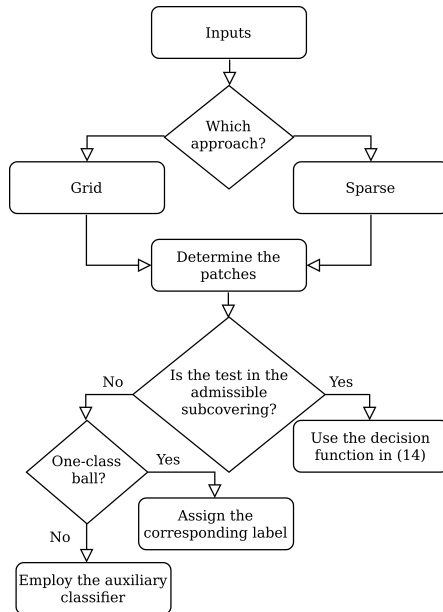 Inputs
Which
approach?
Grid
Sparse
Determine the
patches
Is the test in the
admissible
subcovering?
No
Yes
Use the decision
function in (14)
One-class
ball?
Yes
Assign the
corresponding label
No
Employ the auxiliary
classifier